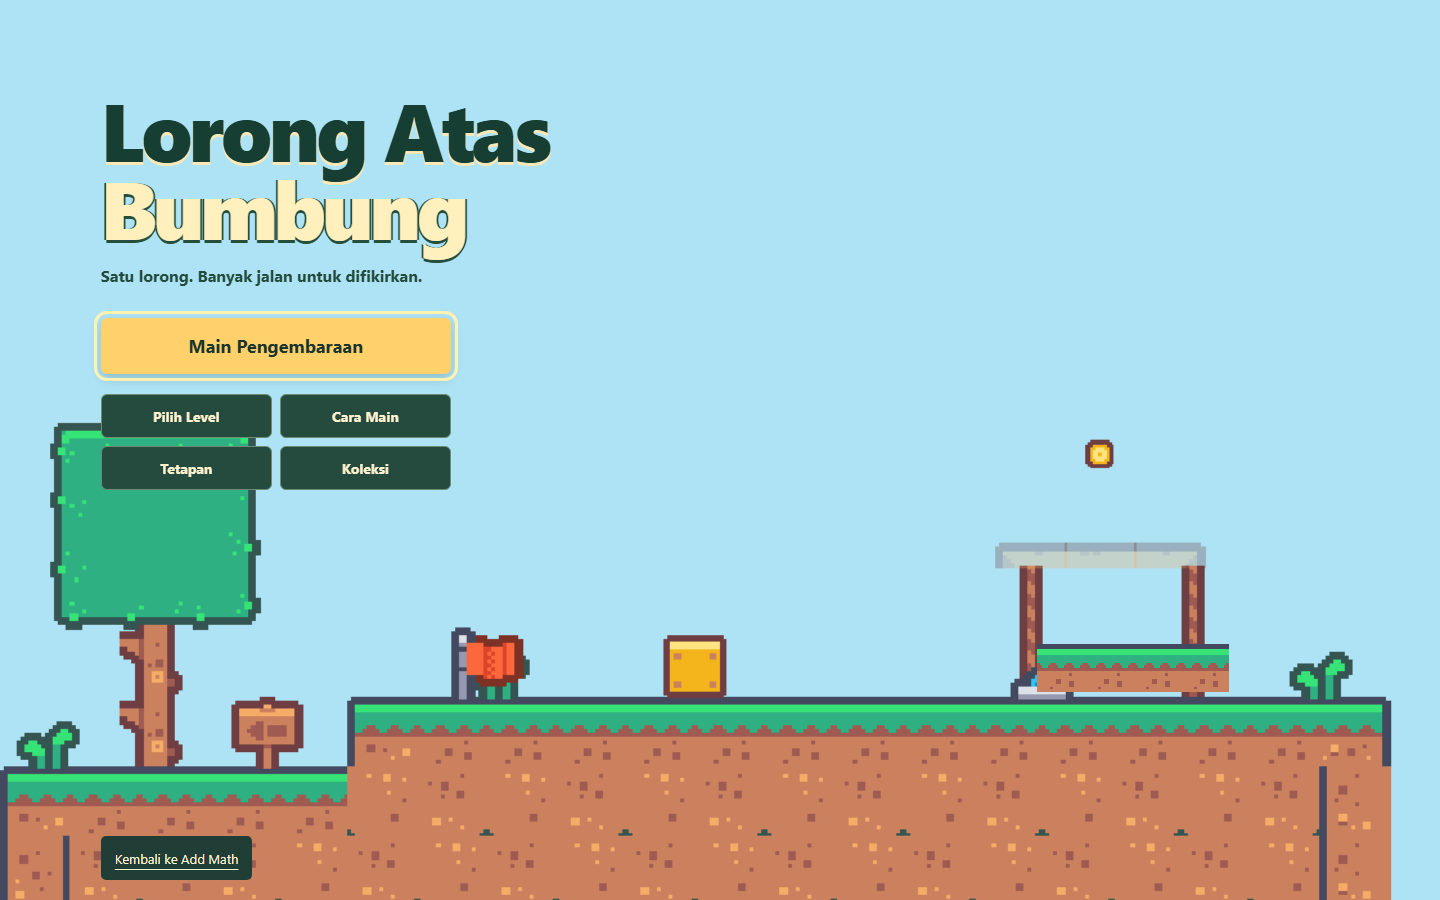 Lorong Atas
Bumbung
Satu lorong. Banyak jalan untuk difikirkan.
Main Pengembaraan
Pilih Level
Cara Main
Tetapan
Koleksi
Kembali ke Add Math